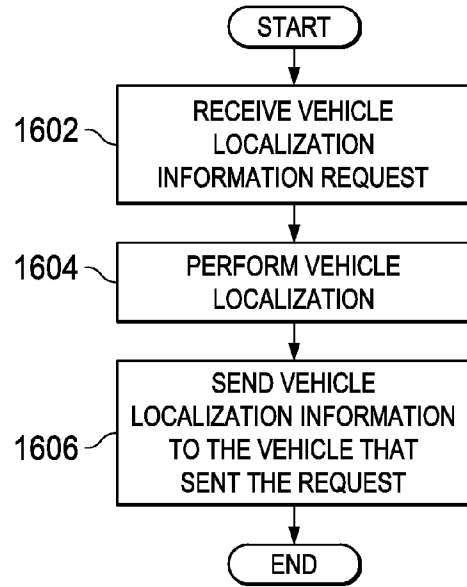 START
1602
RECEIVE VEHICLE
LOCALIZATION
INFORMATION REQUEST
1604
PERFORM VEHICLE
LOCALIZATION
1606
SEND VEHICLE
LOCALIZATION INFORMATION
TO THE VEHICLE THAT
SENT THE REQUEST
END